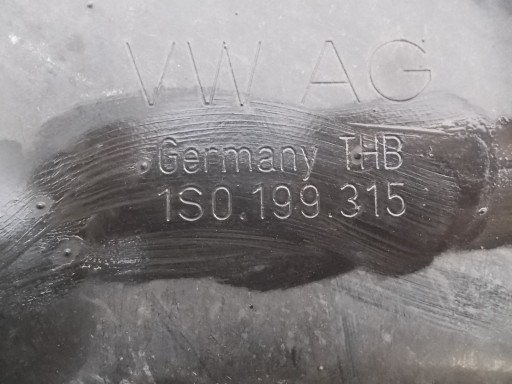 VW AG
Germany THB
1S0.199.315